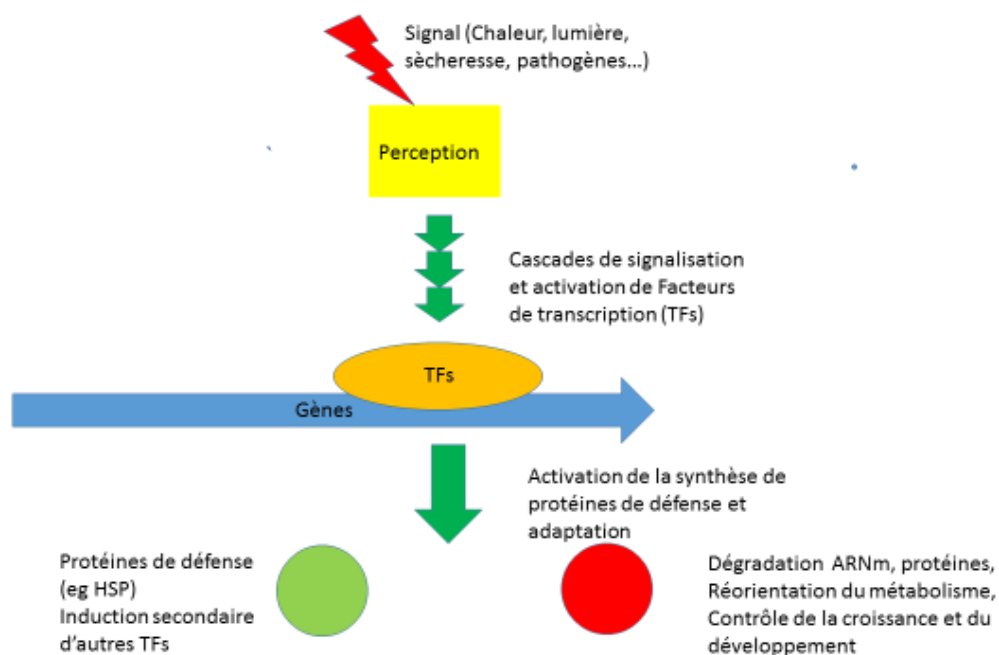 Signal (Chaleur, lumière,
sècheresse, pathogènes...)
Perception
Cascades de signalisation
et activation de Facteurs
de transcription (TFs)
TFs
Gènes
Activation de la synthèse de
protéines de défense et
adaptation
Protéines de défense
(eg HSP)
Induction secondaire
d'autres TFs
Dégradation ARNm, protéines,
Réorientation du métabolisme,
Contrôle de la croissance et du
développement